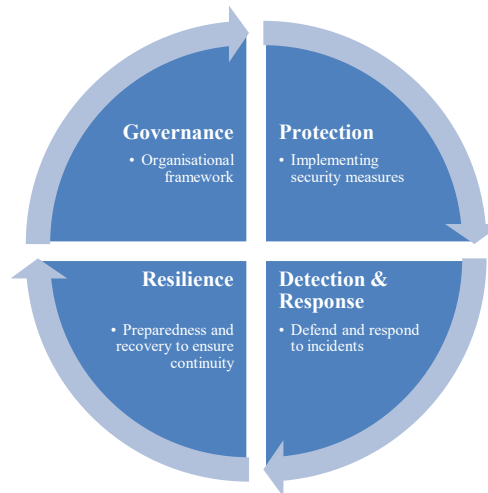 Governance
• Organisational
framework
Protection
• Implementing
security measures
Resilience
• Preparedness and
recovery to ensure
continuity
Detection &
Response
• Defend and respond
to incidents